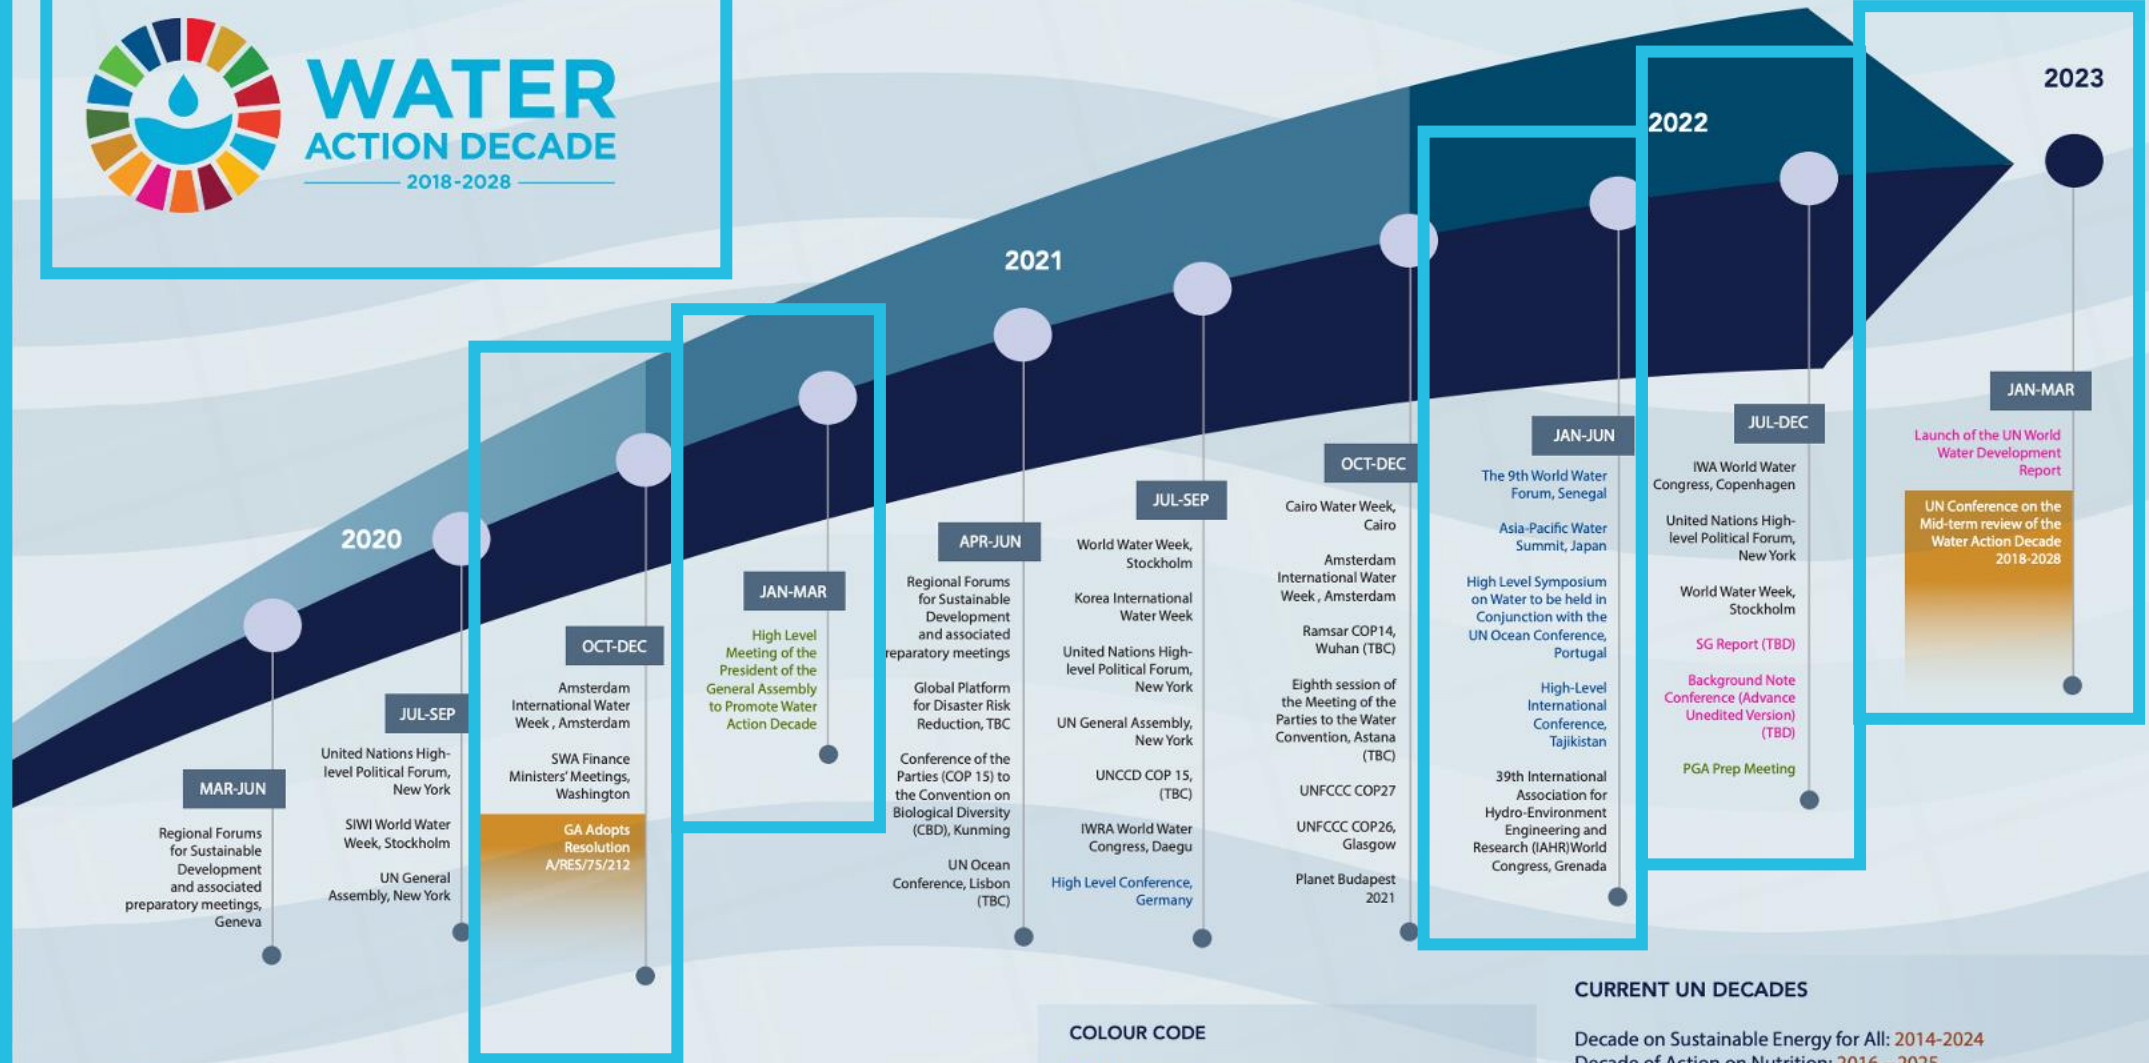 WATER
ACTION DECADE
2018-2028
2020
2021
2022
2023
MAR-JUN
Regional Forums
for Sustainable
Development
and associated
preparatory meetings,
Geneva
JUL-SEP
United Nations High-
level Political Forum,
New York
SIWI World Water
Week, Stockholm
UN General
Assembly, New York
OCT-DEC
Amsterdam
International Water
Week , Amsterdam
SWA Finance
Ministers' Meetings,
Washington
GA Adopts
Resolution
A/RES/75/212
JAN-MAR
High Level
Meeting of the
President of the
General Assembly
to Promote Water
Action Decade
APR-JUN
Regional Forums
for Sustainable
Development
and associated
reparatory meetings
Global Platform
for Disaster Risk
Reduction, TBC
Conference of the
Parties (COP 15) to
the Convention on
Biological Diversity
(CBD), Kunming
UN Ocean
Conference, Lisbon
(TBC)
JUL-SEP
World Water Week,
Stockholm
Korea International
Water Week
United Nations High-
level Political Forum,
New York
UN General Assembly,
New York
UNCCD COP 15,
(TBC)
IWRA World Water
Congress, Daegu
High Level Conference,
Germany
OCT-DEC
Cairo Water Week,
Cairo
Amsterdam
International Water
Week , Amsterdam
Ramsar COP14,
Wuhan (TBC)
Eighth session of
the Meeting of the
Parties to the Water
Convention, Astana
(TBC)
UNFCCC COP27
UNFCCC COP26,
Glasgow
Planet Budapest
2021
JAN-JUN
The 9th World Water
Forum, Senegal
Asia-Pacific Water
Summit, Japan
High Level Symposium
on Water to be held in
Conjunction with the
UN Ocean Conference,
Portugal
High-Level
International
Conference,
Tajikistan
39th International
Association for
Hydro-Environment
Engineering and
Research (IAHR)World
Congress, Grenada
JUL-DEC
IWA World Water
Congress, Copenhagen
United Nations High-
level Political Forum,
New York
World Water Week,
Stockholm
SG Report (TBD)
Background Note
Conference (Advance
Unedited Version)
(TBD)
PGA Prep Meeting
JAN-MAR
Launch of the UN World
Water Development
Report
UN Conference on the
Mid-term review of the
Water Action Decade
2018-2028
COLOUR CODE
CURRENT UN DECADES
Decade on Sustainable Energy for All: 2014-2024
Decade of Action on Nutrition: 2016 - 2025